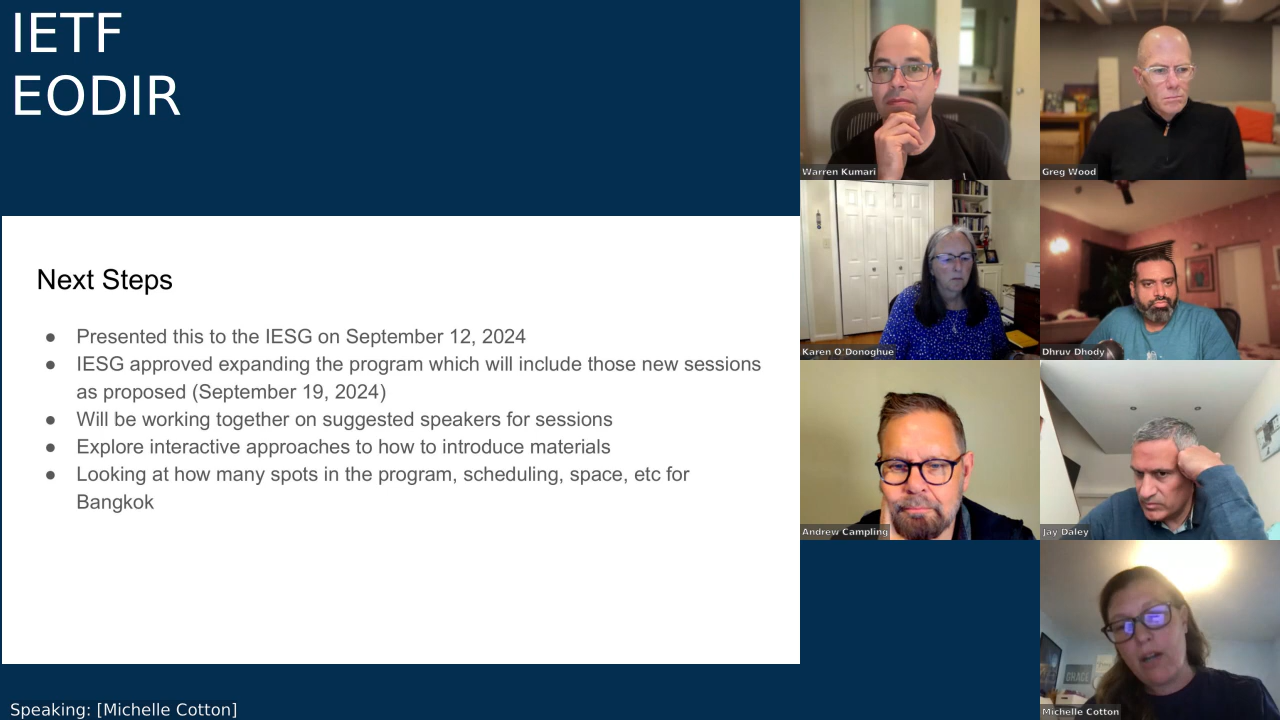 IETF
EODIR
Next Steps
● Presented this to the IESG on September 12, 2024
● IESG approved expanding the program which will include those new sessions
as proposed (September 19, 2024)
● Will be working together on suggested speakers for sessions
● Explore interactive approaches to how to introduce materials
● Looking at how many spots in the program, scheduling, space, etc for
Bangkok
Speaking: [Michelle Cotton]
Warren Kumari
Greg Wood
Karen O'Donoghue
Dhruv Dhody
Andrew Campling
Jay Daley
GRACE
Michelle Cotton